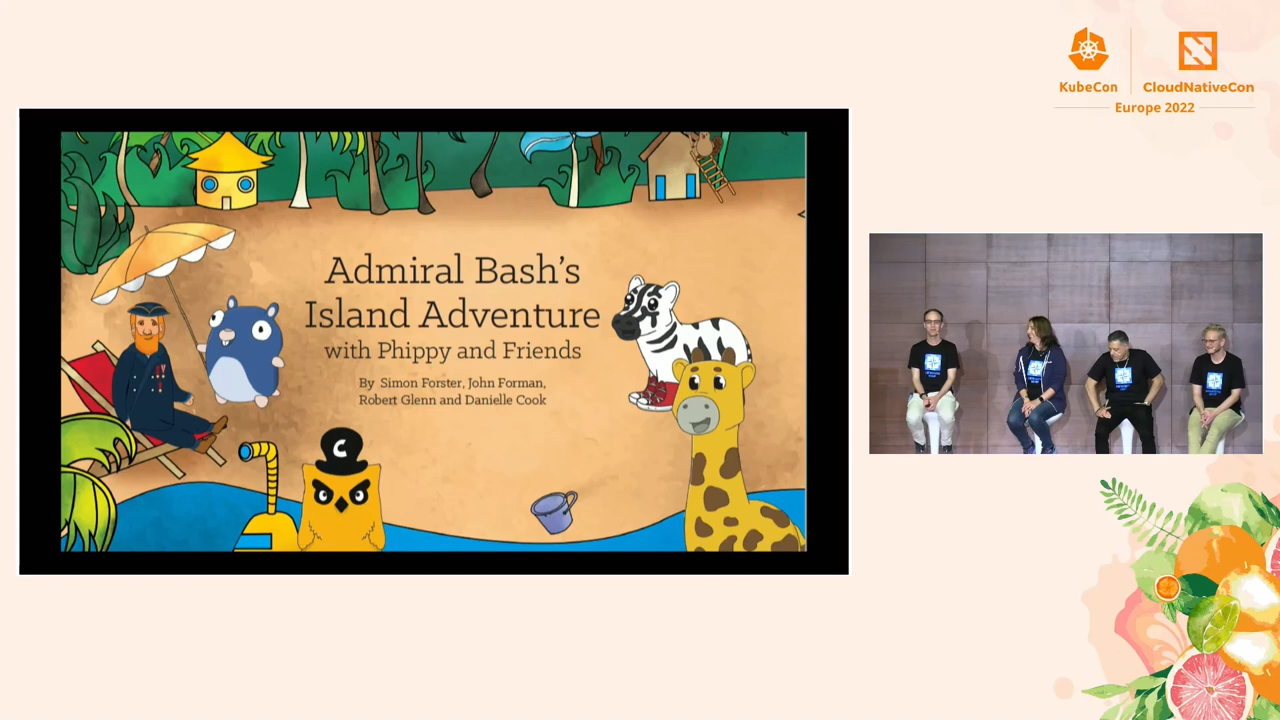 KubeCon
CloudNativeCon
Europe 2022
Admiral Bash's
Island Adventure
with Phippy and Friends
By Simon Forster, John Forman,
Robert Glenn and Danielle Cook
C